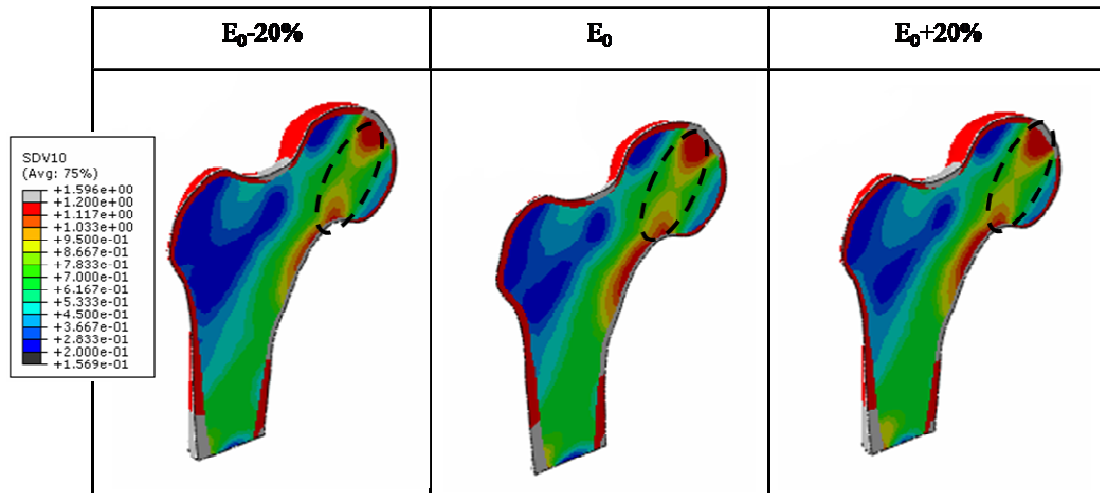 E₀-20%
E₀
E₀+20%
SDV10
(Avg: 75%)
+1.596e+00
+1.200e+00
+1.117e+00
+1.033e+00
+9.500e-01
+8.667e-01
+7.833e-01
+7.000e-01
+6.167e-01
+5.333e-01
+4.500e-01
+3.667e-01
+2.833e-01
+2.000e-01
+1.569e-01